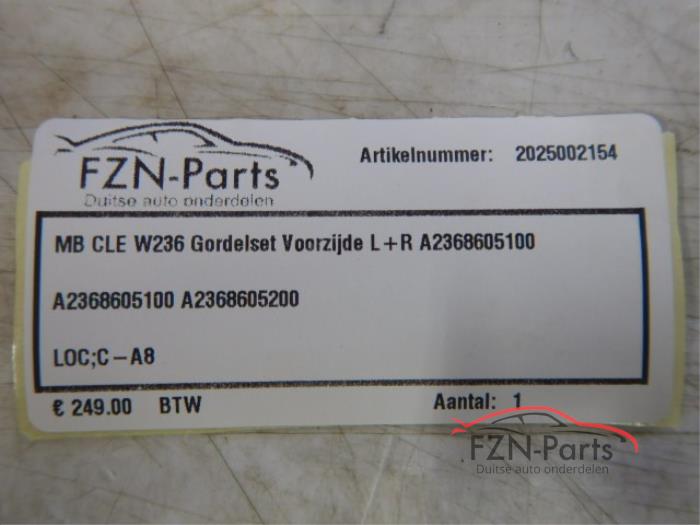 FZN-Parts
Duitse auto onderdelen
Artikelnummer: 2025002154
MB CLE W236 Gordelset Voorzijde L+R A2368605100
A2368605100 A2368605200
LOC;C-A8
€ 249.00 BTW
Aantal: 1
FZN-Parts
Duitse auto onderdelen